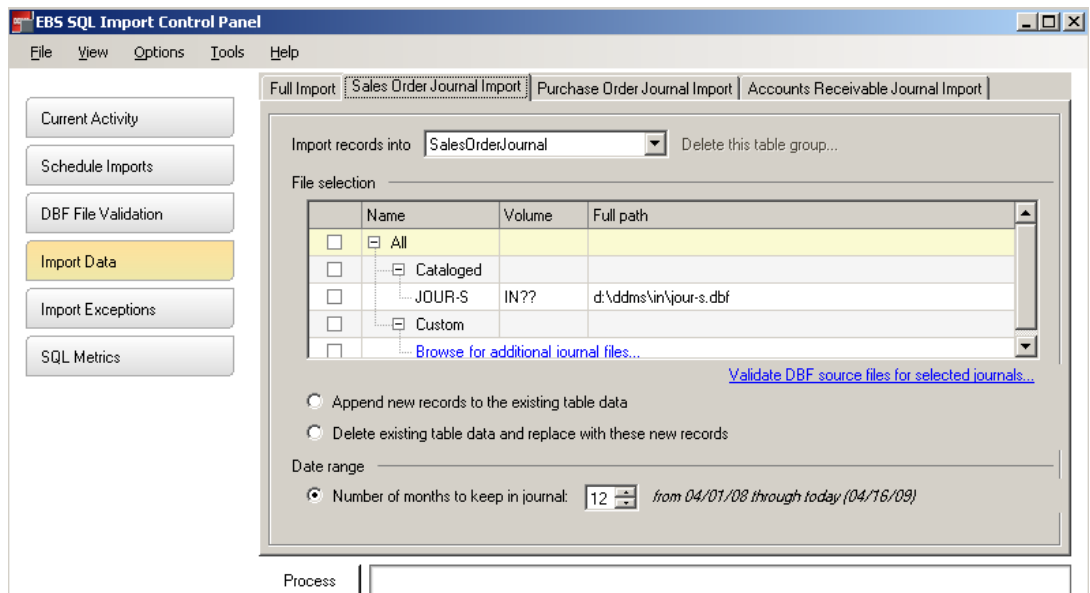 EBS SQL Import Control Panel
File View Options Tools Help
Full Import Sales Order Journal Import Purchase Order Journal Import Accounts Receivable Journal Import
Current Activity
Schedule Imports
DBF File Validation
Import Data
Import Exceptions
SQL Metrics
Import records into SalesOrderJournal Delete this table group...
File selection
Name Volume Full path
All
Cataloged
JOUR-S IN?? d:\ddms\in\jour-s.dbf
Custom
Browse for additional journal files...
Validate DBF source files for selected journals...
Append new records to the existing table data
Delete existing table data and replace with these new records
Date range
Number of months to keep in journal: 12 from 04/01/08 through today (04/16/09)
Process